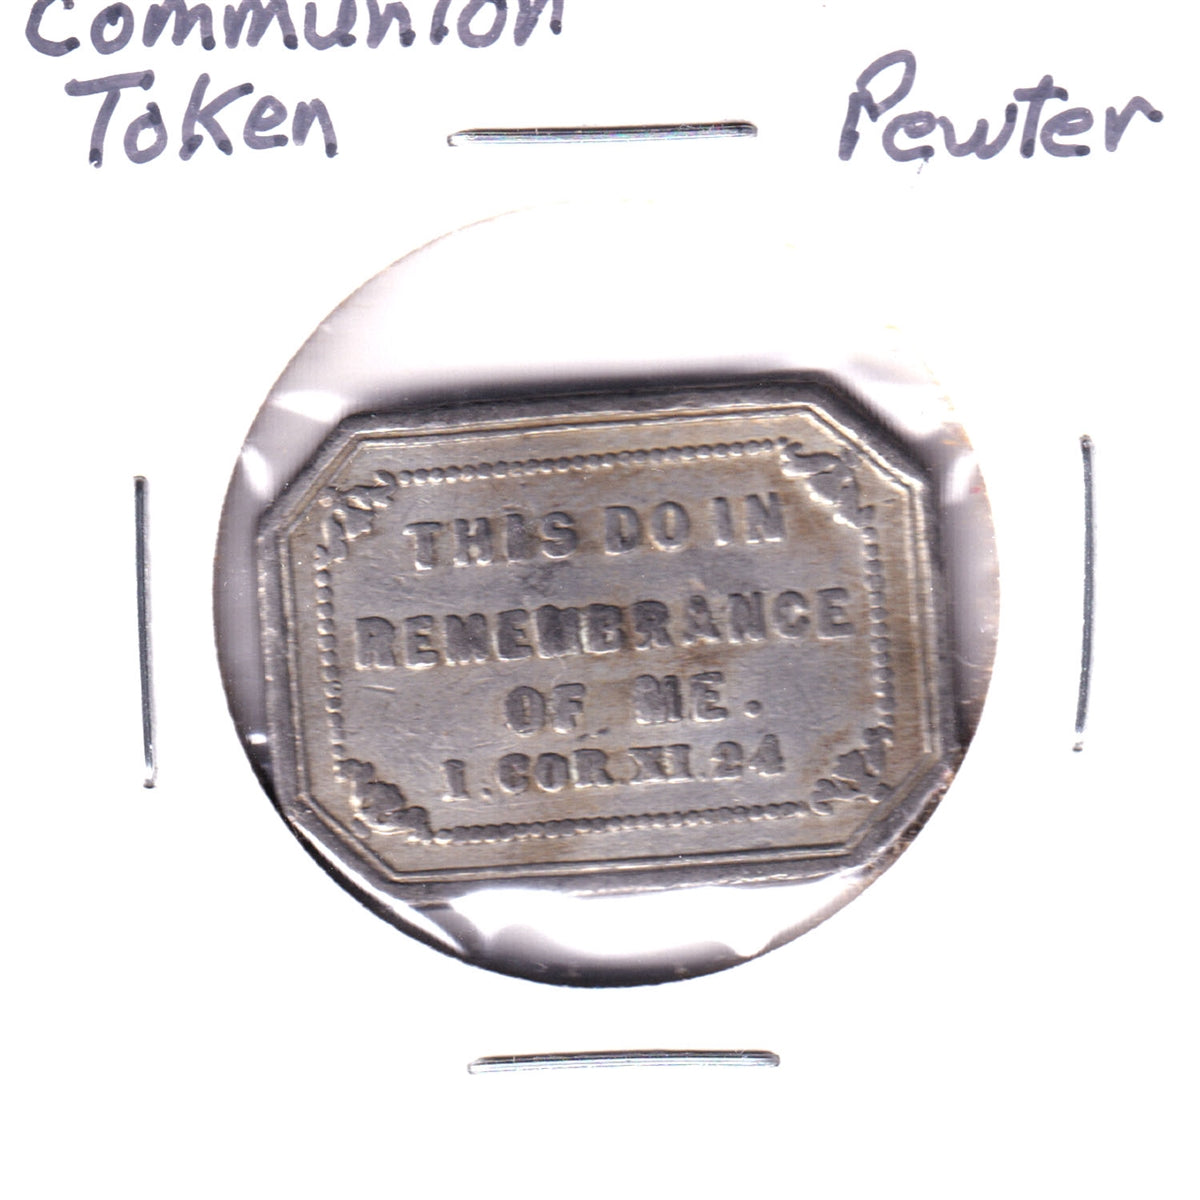 Communion
Token
Pewter
THIS DO IN
REMEMBRANCE
OF ME.
1. COR XI. 24